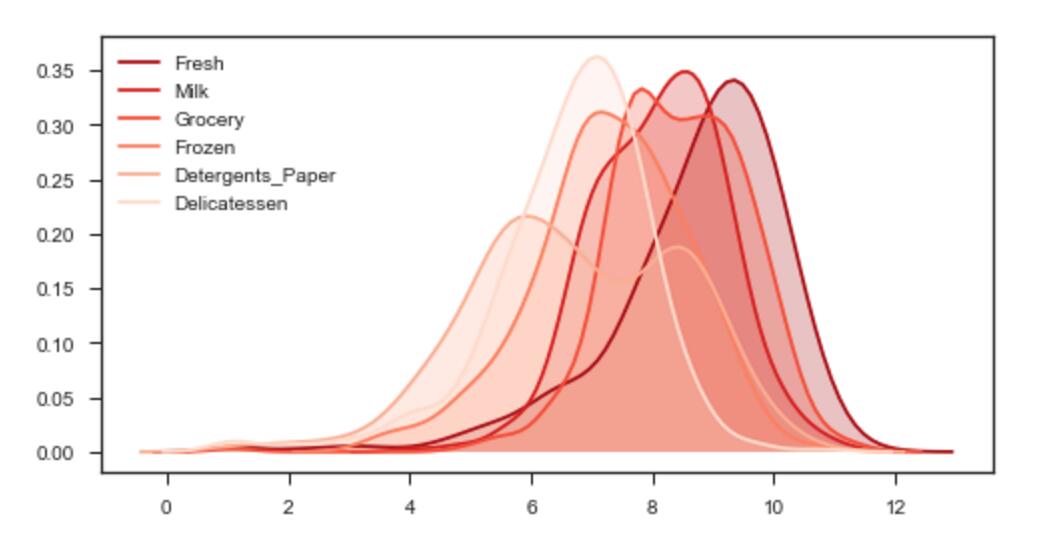 0.35
0.30
0.25
0.20
0.15
0.10
0.05
0.00
Fresh
Milk
Grocery
Frozen
Detergents_Paper
Delicatessen
0 2 4 6 8 10 12